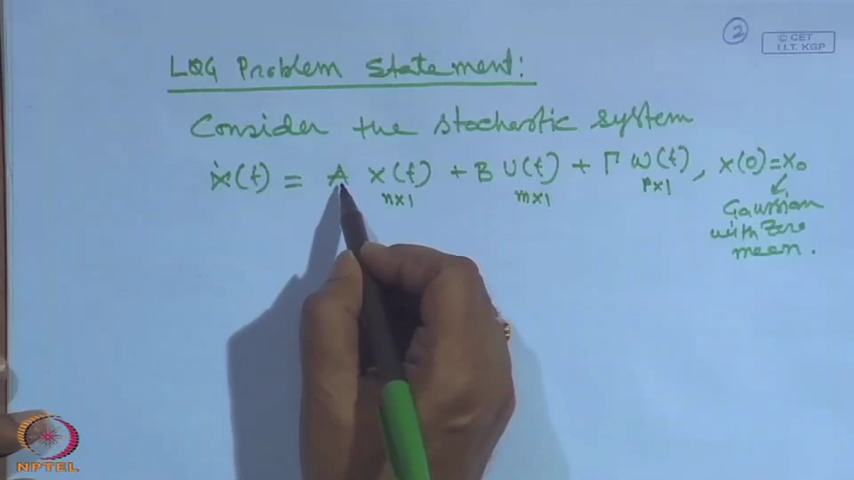 ②
© CET
I.I.T. KGP
LQG Problem Statement:
Consider the stochastic system
ẋ(t) = A x(t) + B U(t) + Γ W(t), x(0)=x₀
n×1 m×1 p×1
Gaussian
with zero
mean.
NPTEL